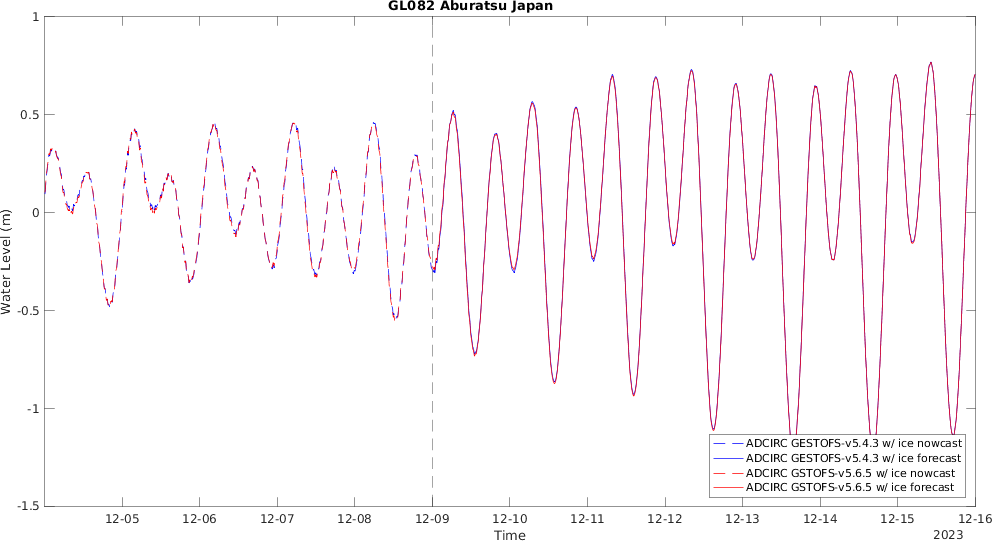 GL082 Aburatsu Japan
1
0.5
0
-0.5
-1
-1.5
Water Level (m)
ADCIRC GESTOFS-v5.4.3 w/ ice nowcast
ADCIRC GESTOFS-v5.4.3 w/ ice forecast
ADCIRC GSTOFS-v5.6.5 w/ ice nowcast
ADCIRC GSTOFS-v5.6.5 w/ ice forecast
12-05 12-06 12-07 12-08 12-09 12-10 12-11 12-12 12-13 12-14 12-15 12-16
Time
2023